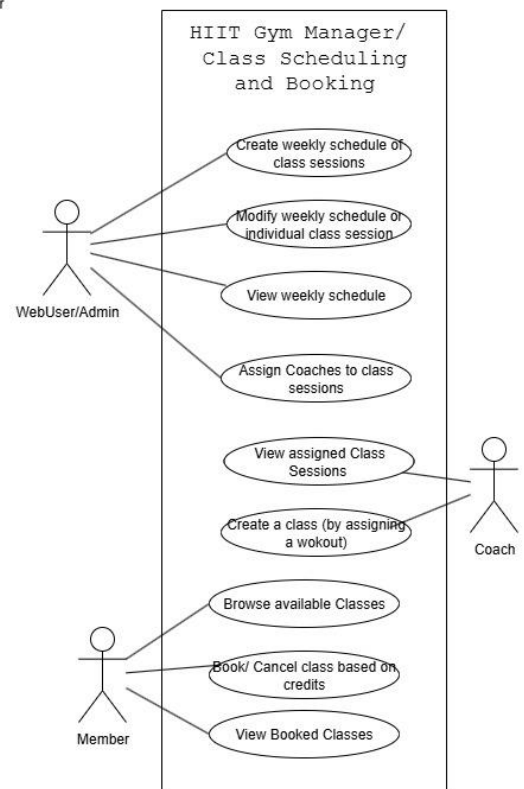 r
HIIT Gym Manager/
Class Scheduling
and Booking
Create weekly schedule of
class sessions
Modify weekly schedule or
individual class session
View weekly schedule
WebUser/Admin
Assign Coaches to class
sessions
View assigned Class
Sessions
Create a class (by assigning
a wokout)
Coach
Browse available Classes
Book/ Cancel class based on
credits
Member
View Booked Classes